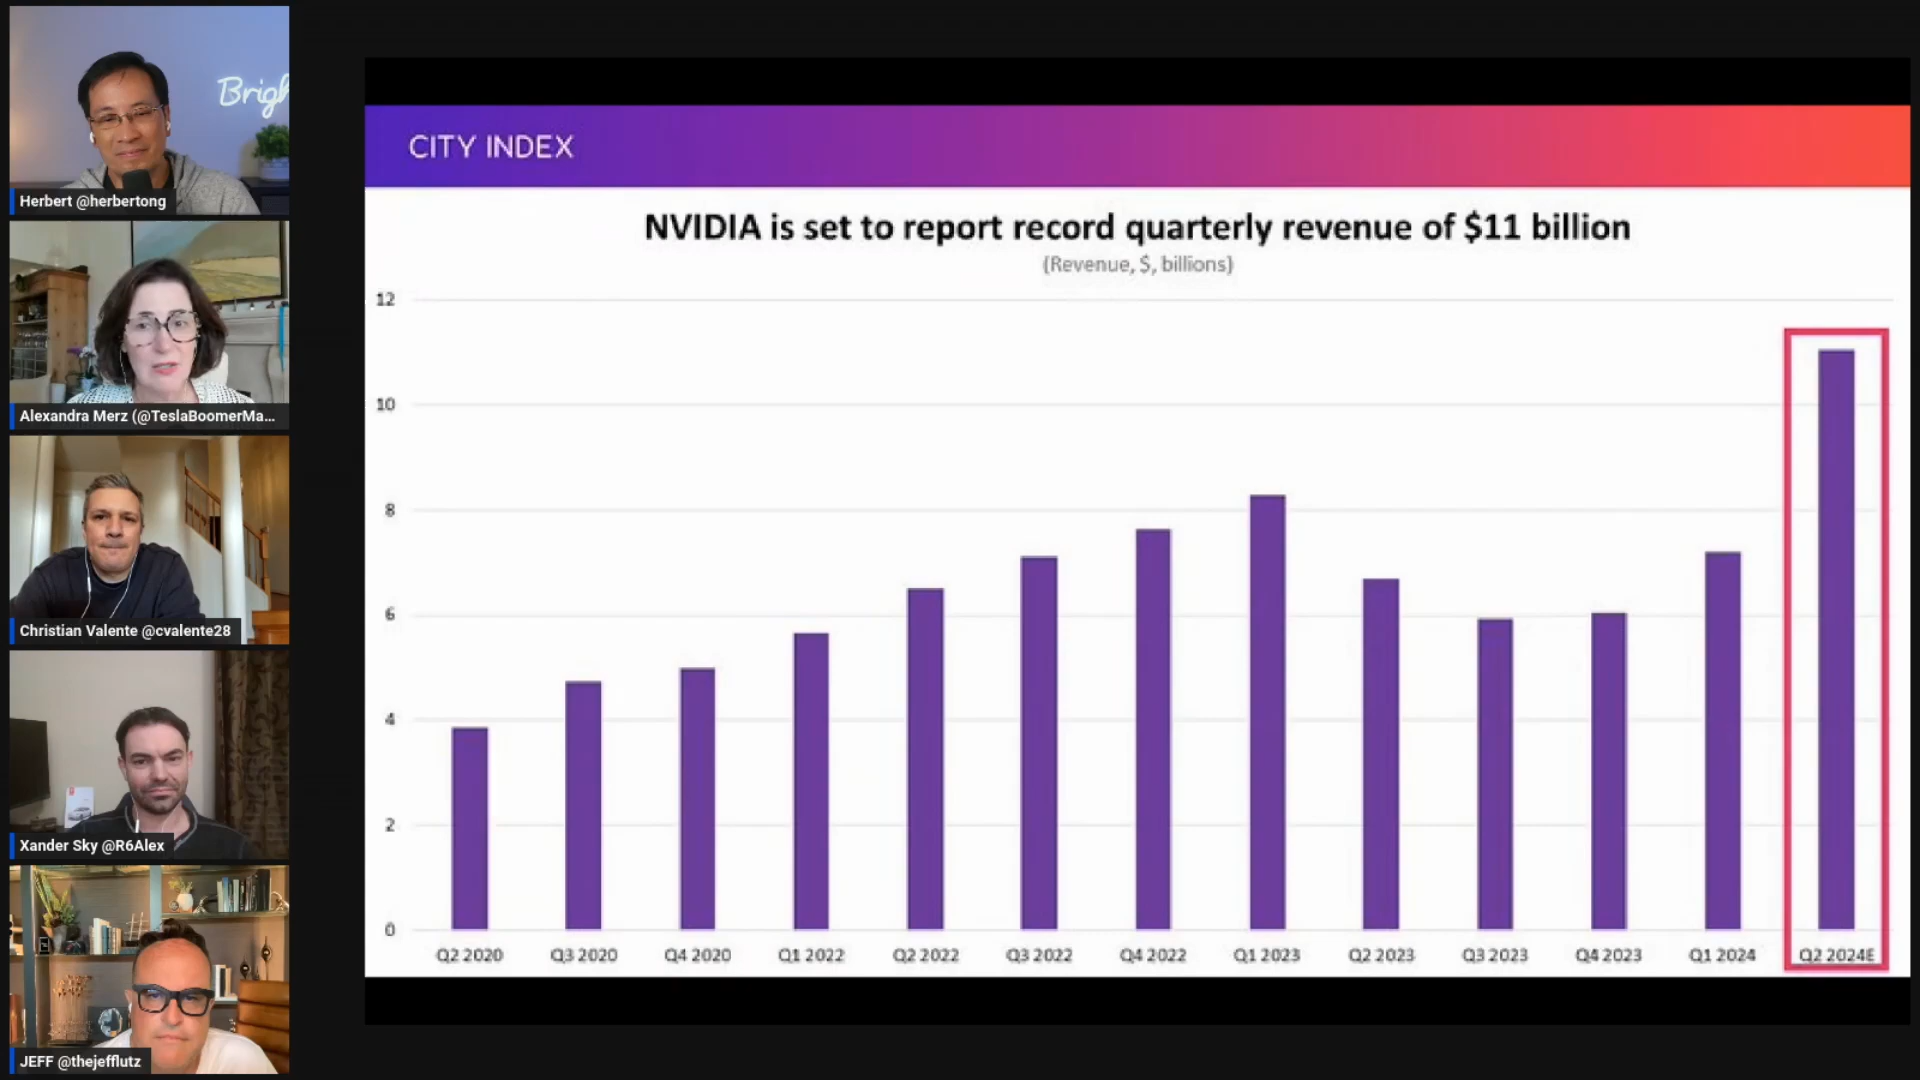 Brigh
Herbert @herbertong
Alexandra Merz (@TeslaBoomerMa...
Christian Valente @cvalente28
Xander Sky @R6Alex
JEFF @thejefflutz
CITY INDEX
NVIDIA is set to report record quarterly revenue of $11 billion
(Revenue, $, billions)
12
10
8
6
4
2
0
Q2 2020 Q3 2020 Q4 2020 Q1 2022 Q2 2022 Q3 2022 Q4 2022 Q1 2023 Q2 2023 Q3 2023 Q4 2023 Q1 2024 Q2 2024E